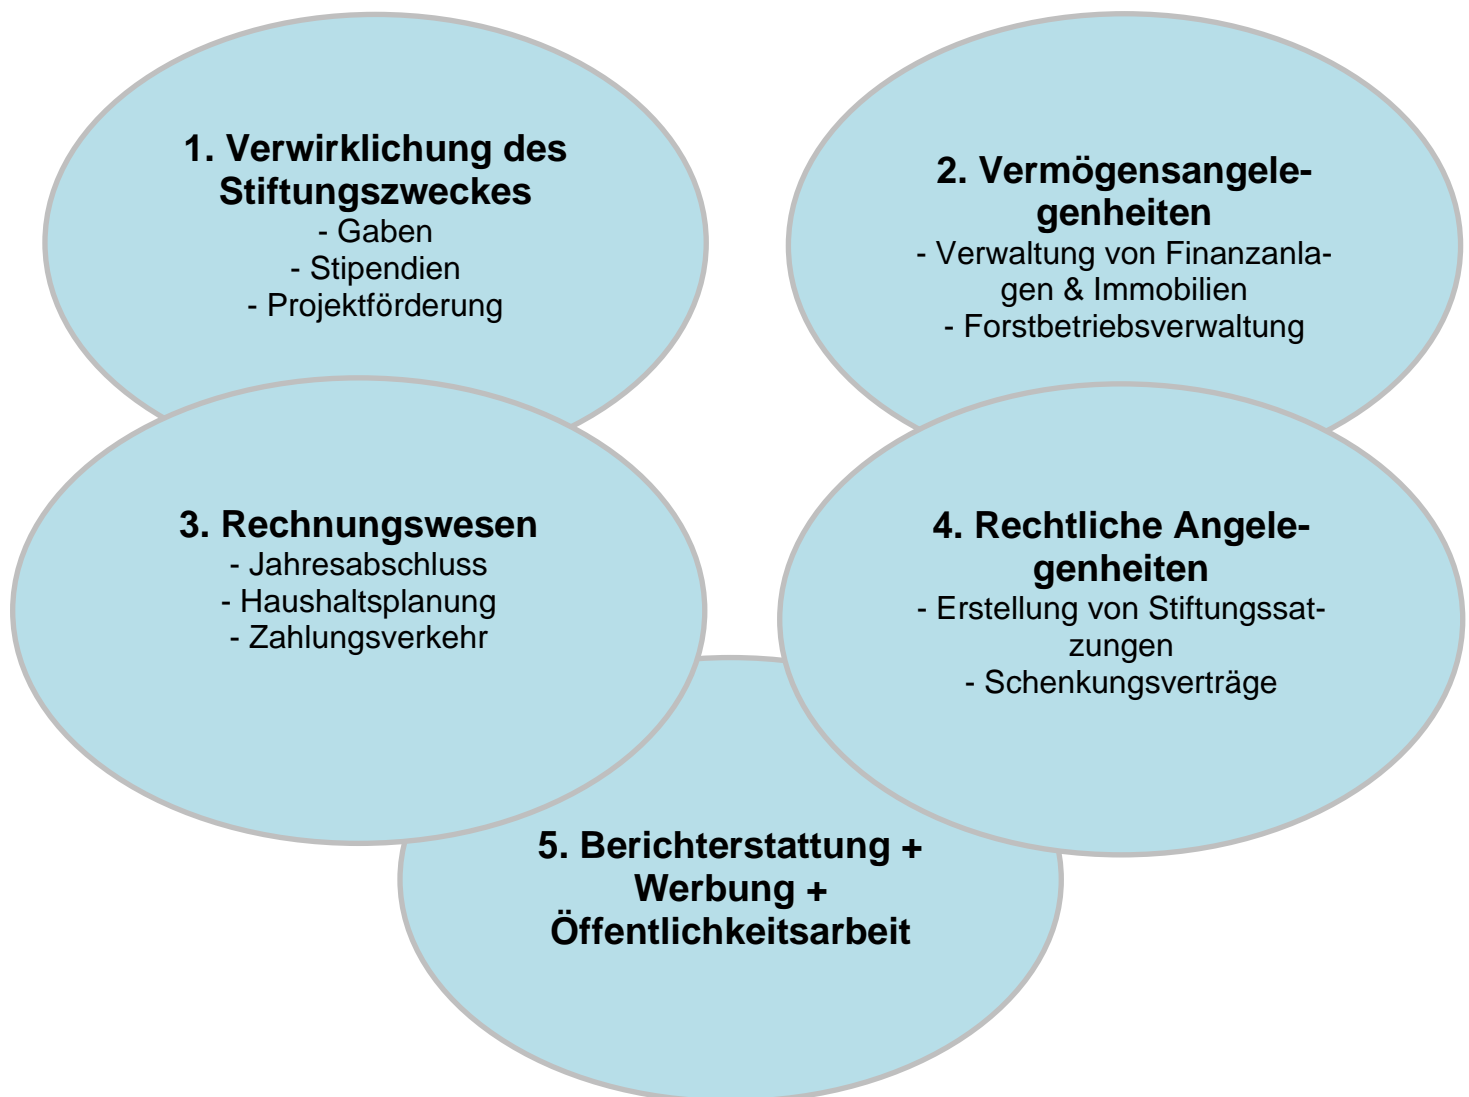 1. Verwirklichung des
Stiftungszweckes
- Gaben
- Stipendien
- Projektförderung
2. Vermögensangele-
genheiten
- Verwaltung von Finanzanla-
gen & Immobilien
- Forstbetriebsverwaltung
3. Rechnungswesen
- Jahresabschluss
- Haushaltsplanung
- Zahlungsverkehr
4. Rechtliche Angele-
genheiten
- Erstellung von Stiftungssat-
zungen
- Schenkungsverträge
5. Berichterstattung +
Werbung +
Öffentlichkeitsarbeit